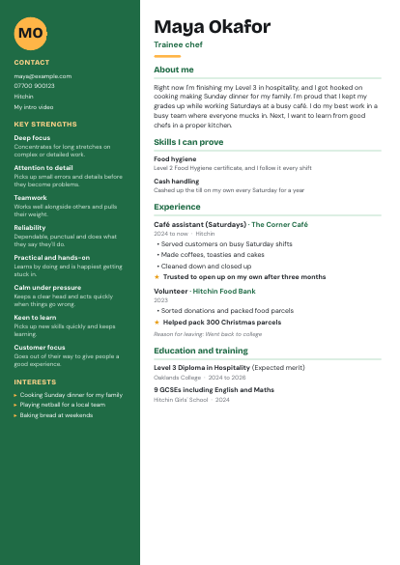 MO
CONTACT
maya@example.com
07700 900123
Hitchin
My intro video
KEY STRENGTHS
Deep focus
Concentrates for long stretches on
complex or detailed work.
Attention to detail
Picks up small errors and details before
they become problems.
Teamwork
Works well alongside others and pulls
their weight.
Reliability
Dependable, punctual and does what
they say they'll do.
Practical and hands-on
Learns by doing and is happiest getting
stuck in.
Calm under pressure
Keeps a clear head and acts quickly
when things go wrong.
Keen to learn
Picks up new skills quickly and keeps
learning.
Customer focus
Goes out of their way to give people a
good experience.
INTERESTS
▸ Cooking Sunday dinner for my family
▸ Playing netball for a local team
▸ Baking bread at weekends
Maya Okafor
Trainee chef
About me
Right now I'm finishing my Level 3 in hospitality, and I got hooked on
cooking making Sunday dinner for my family. I'm proud that I kept my
grades up while working Saturdays at a busy café. I do my best work in a
busy team where everyone mucks in. Next, I want to learn from good
chefs in a proper kitchen.
Skills I can prove
Food hygiene
Level 2 Food Hygiene certificate, and I follow it every shift
Cash handling
Cashed up the till on my own every Saturday for a year
Experience
Café assistant (Saturdays) · The Corner Café
2024 to now · Hitchin
• Served customers on busy Saturday shifts
• Made coffees, toasties and cakes
• Cleaned down and closed up
✦ Trusted to open up on my own after three months
Volunteer · Hitchin Food Bank
2023
• Sorted donations and packed food parcels
✦ Helped pack 300 Christmas parcels
Reason for leaving: Went back to college
Education and training
Level 3 Diploma in Hospitality (Expected merit)
Oaklands College · 2024 to 2026
9 GCSEs including English and Maths
Hitchin Girls' School · 2024